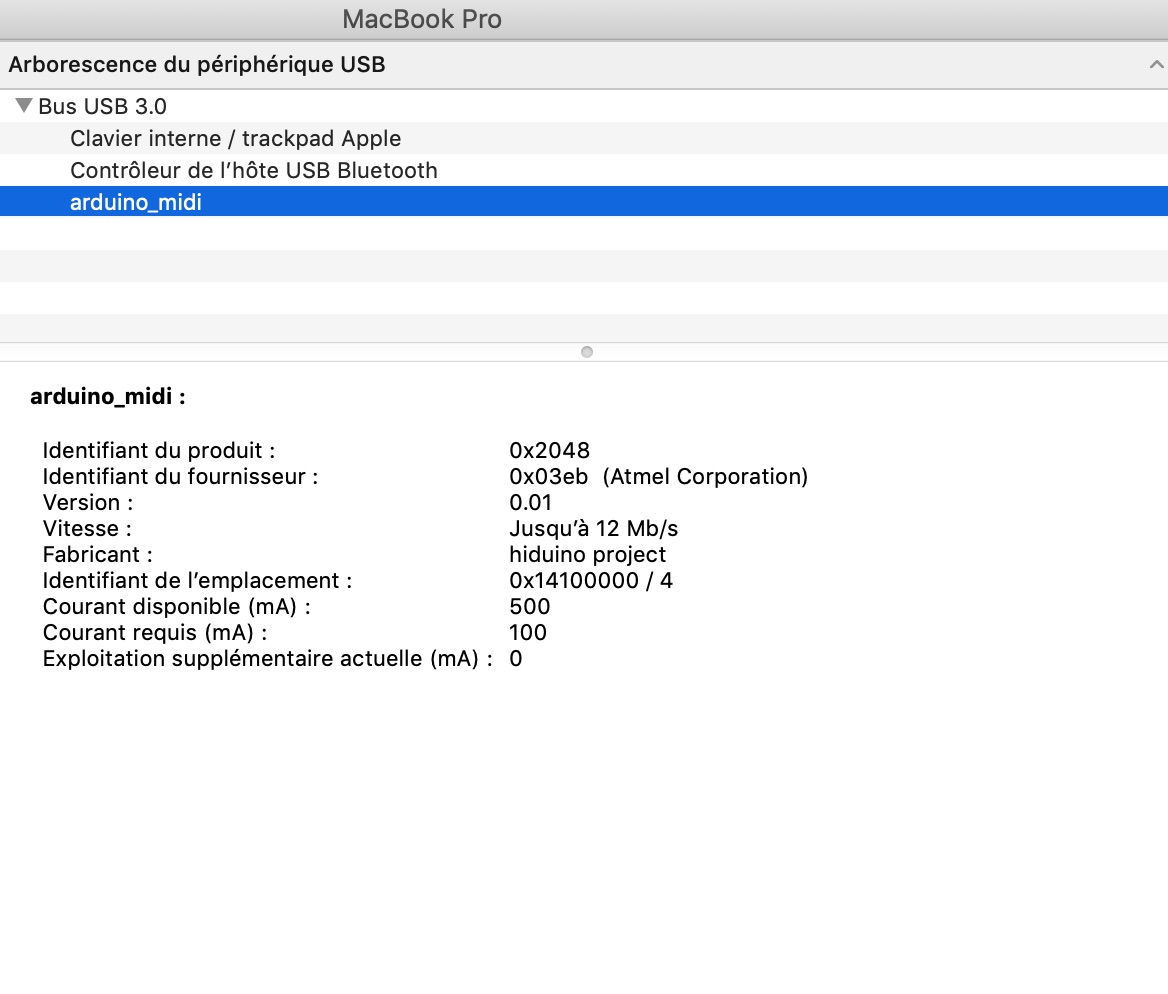 MacBook Pro
Arborescence du périphérique USB
Bus USB 3.0
Clavier interne / trackpad Apple
Contrôleur de l’hôte USB Bluetooth
arduino_midi
arduino_midi :
Identifiant du produit : 0x2048
Identifiant du fournisseur : 0x03eb (Atmel Corporation)
Version : 0.01
Vitesse : Jusqu’à 12 Mb/s
Fabricant : hiduino project
Identifiant de l’emplacement : 0x14100000 / 4
Courant disponible (mA) : 500
Courant requis (mA) : 100
Exploitation supplémentaire actuelle (mA) : 0